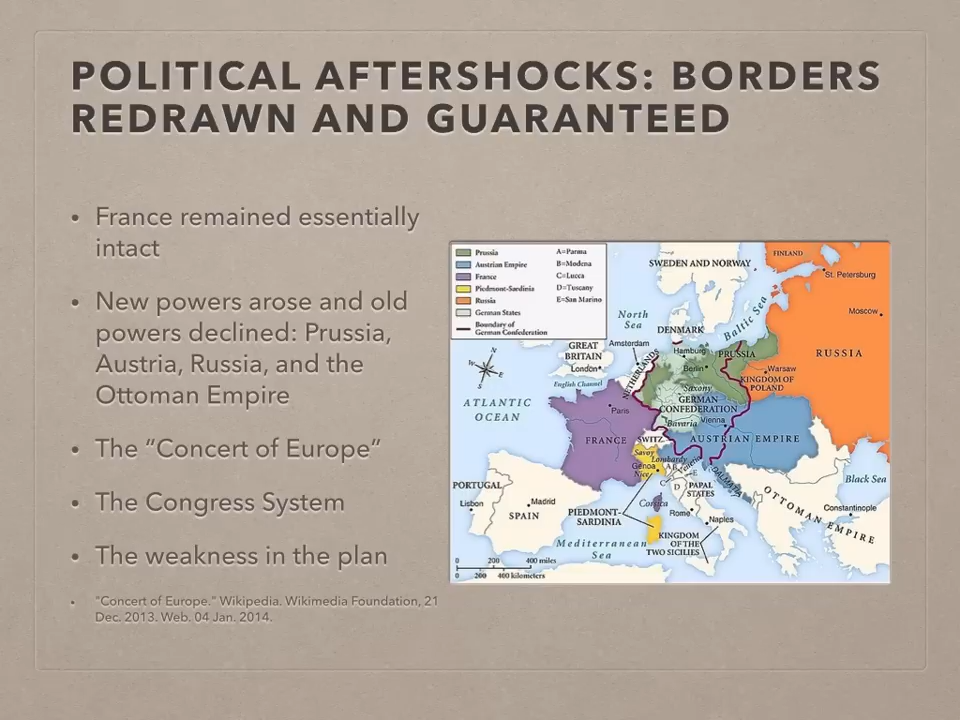 POLITICAL AFTERSHOCKS: BORDERS
REDRAWN AND GUARANTEED
• France remained essentially
intact
• New powers arose and old
powers declined: Prussia,
Austria, Russia, and the
Ottoman Empire
• The “Concert of Europe”
• The Congress System
• The weakness in the plan
• "Concert of Europe." Wikipedia. Wikimedia Foundation, 21
Dec. 2013. Web. 04 Jan. 2014.
Prussia
Austrian Empire
France
Piedmont-Sardinia
Russia
German States
Boundary of
German Confederation
A=Parma
B=Modena
C=Lucca
D=Tuscany
E=San Marino
FINLAND
SWEDEN AND NORWAY
St. Petersburg
Moscow
North
Sea
Baltic Sea
DENMARK
RUSSIA
Amsterdam
GREAT
BRITAIN
London
NETHERLANDS
Hamburg
PRUSSIA
Berlin
Warsaw
KINGDOM OF
POLAND
English Channel
Saxony
GERMAN
CONFEDERATION
ATLANTIC
OCEAN
N
W
E
S
Paris
Bavaria
Vienna
FRANCE
SWITZ.
AUSTRIAN EMPIRE
Savoy
Lombardy
Venetia
Genoa
Nice
A
B
C
D
E
DALMATIA
PAPAL
STATES
Black Sea
PORTUGAL
Lisbon
Madrid
SPAIN
Corsica
Rome
Naples
OTTOMAN EMPIRE
Constantinople
PIEDMONT-
SARDINIA
KINGDOM
OF THE
TWO SICILIES
Mediterranean
Sea
0 200 400 miles
0 200 400 kilometers